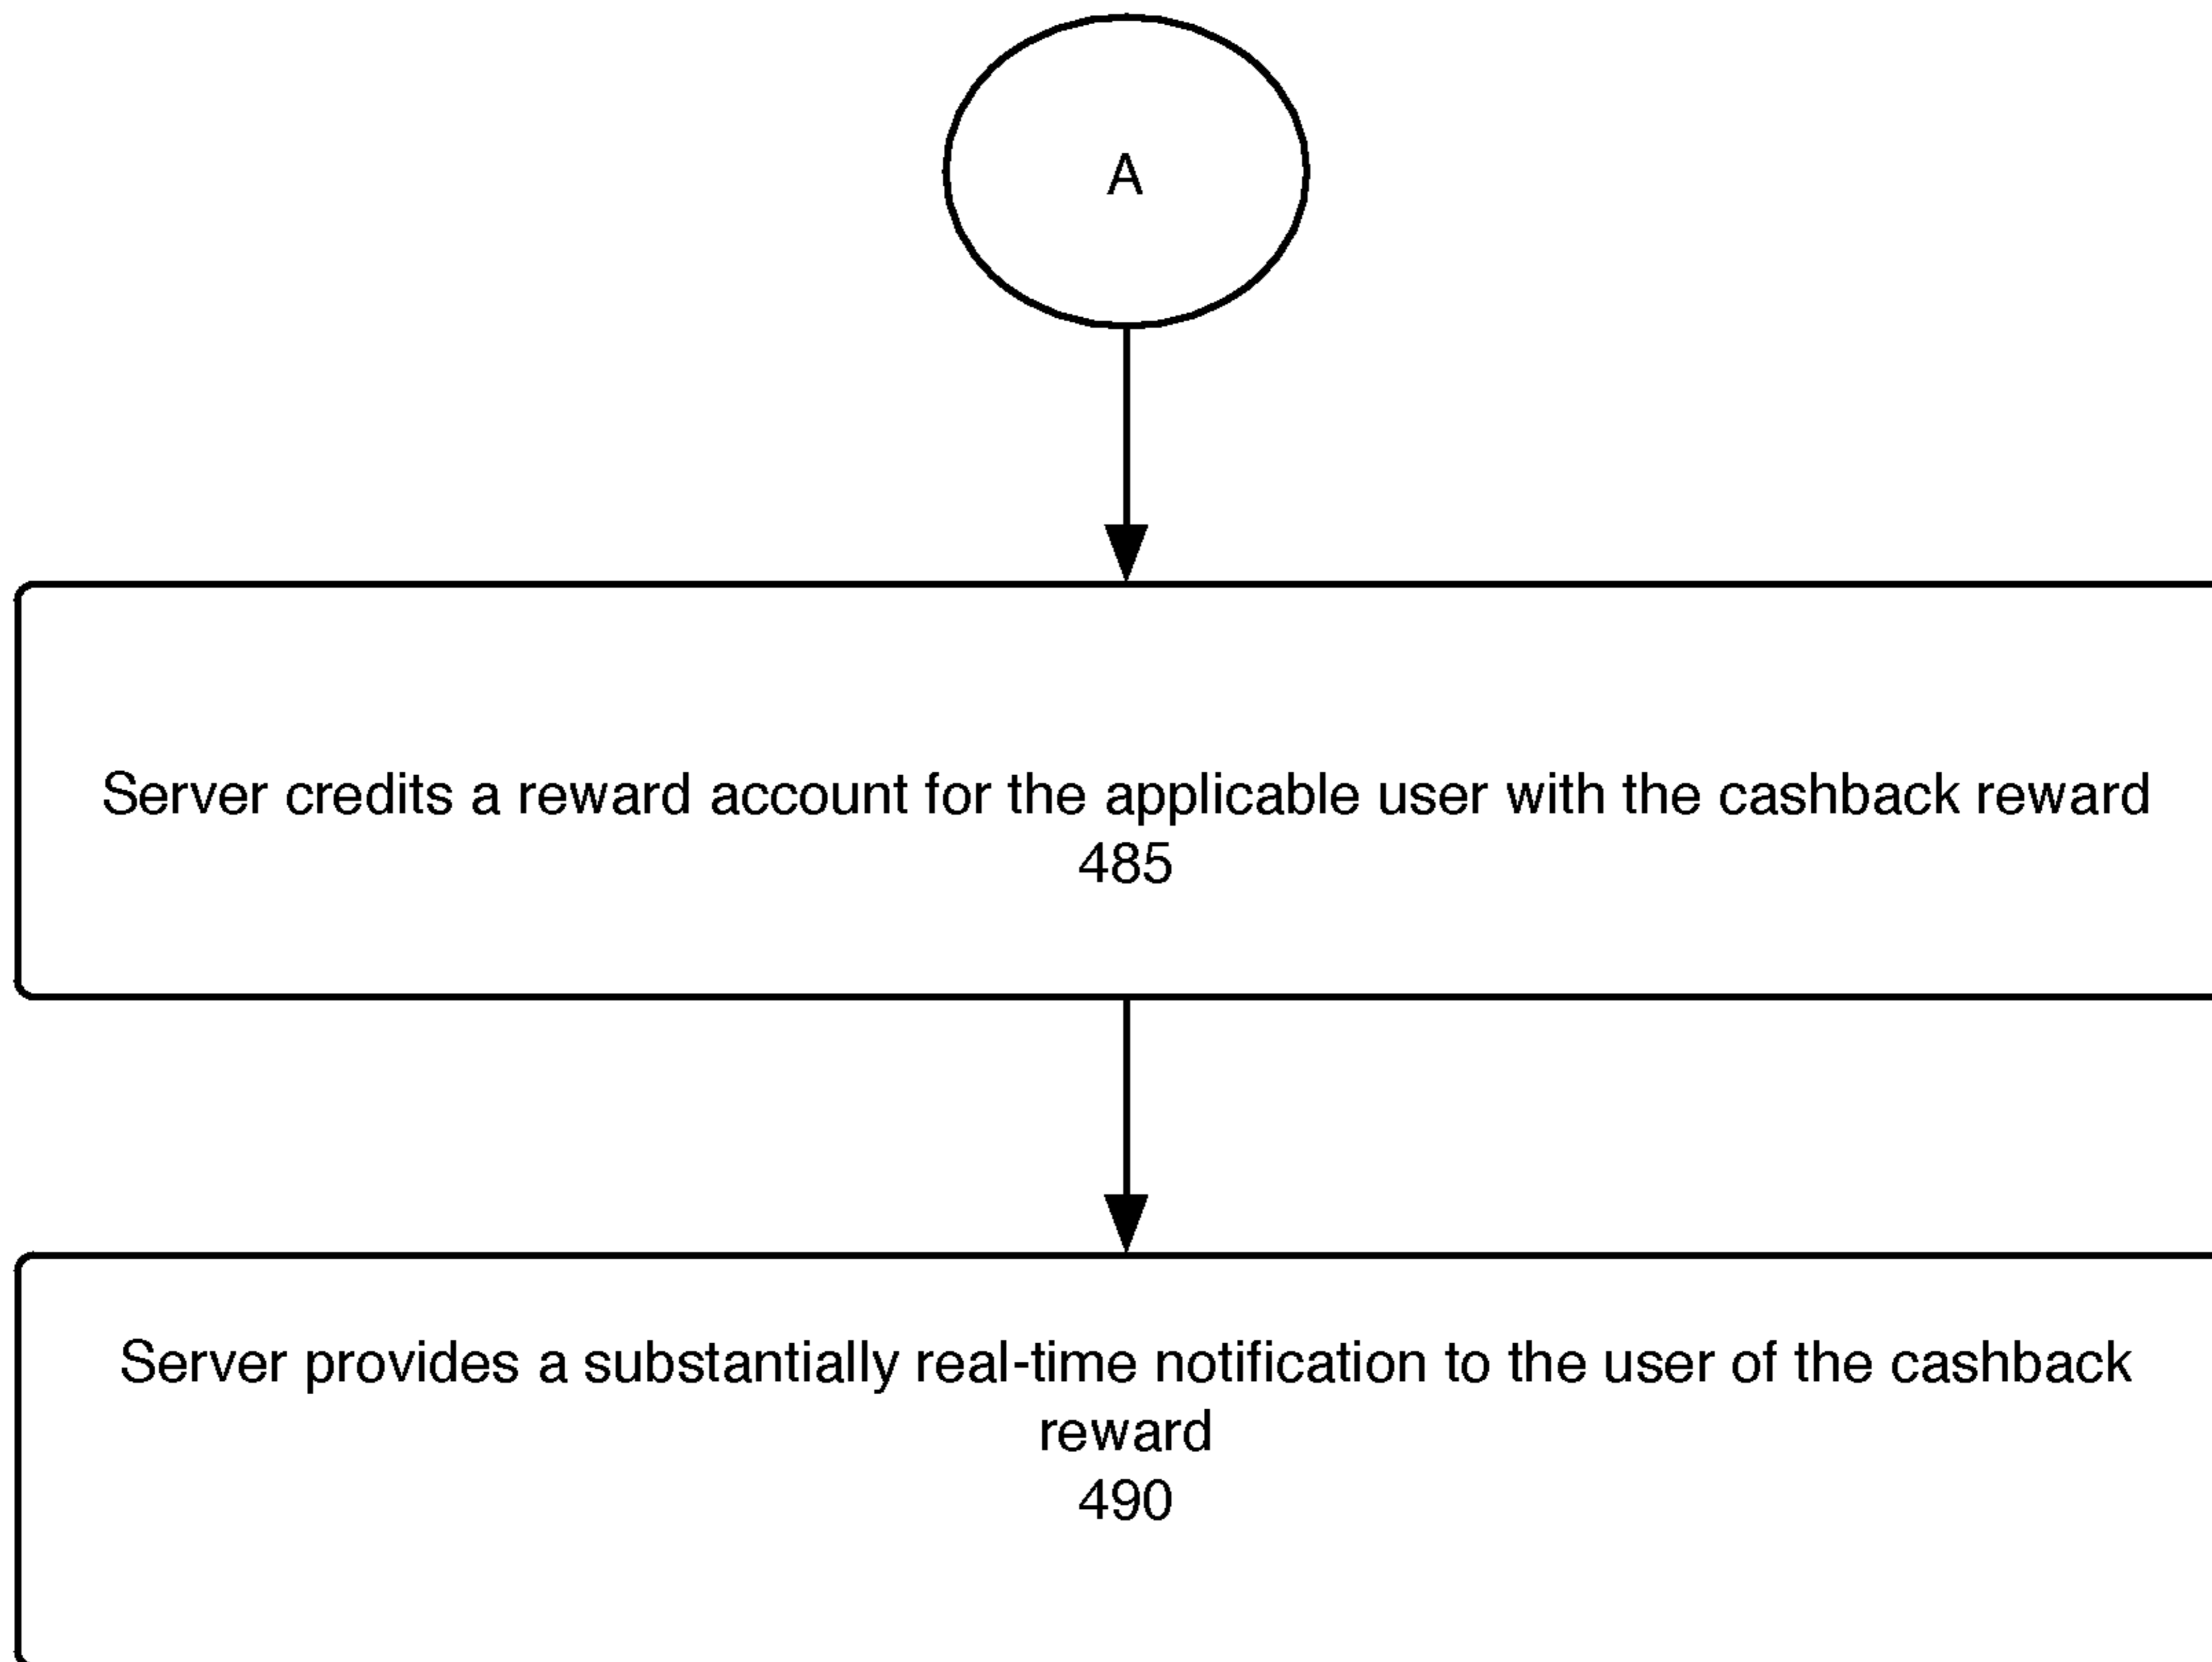 A
Server credits a reward account for the applicable user with the cashback reward
485
Server provides a substantially real-time notification to the user of the cashback
reward
490